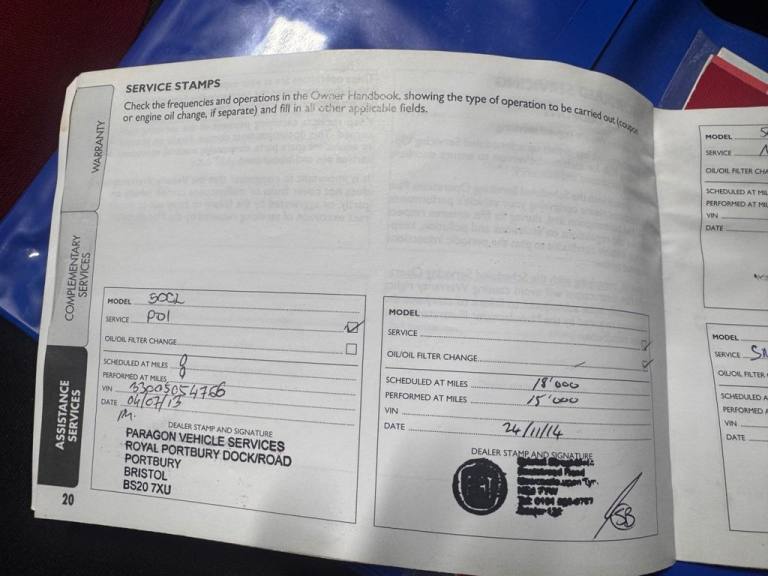 SERVICE STAMPS
Check the frequencies and operations in the Owner Handbook, showing the type of operation to be carried out (coupon
or engine oil change, if separate) and fill in all other applicable fields.
WARRANTY
COMPLEMENTARY
SERVICES
ASSISTANCE
SERVICES
MODEL 500L
SERVICE PDI
OIL/OIL FILTER CHANGE
SCHEDULED AT MILES 0
PERFORMED AT MILES 0
VIN
DATE 04/07/13
DEALER STAMP AND SIGNATURE
PARAGON VEHICLE SERVICES
ROYAL PORTBURY DOCK/ROAD
PORTBURY
BRISTOL
BS20 7XU
20
MODEL
SERVICE
OIL/OIL FILTER CHANGE
SCHEDULED AT MILES 18'000
PERFORMED AT MILES 15'000
VIN
DATE 24/11/14
DEALER STAMP AND SIGNATURE
SB
MODEL
SERVICE
OIL/OIL FILTER CHA
SCHEDULED AT MIL
PERFORMED AT MIL
VIN
DATE
MODEL
SERVICE
OIL/OIL FILTER
SCHEDULED A
PERFORMED A
VIN
DATE